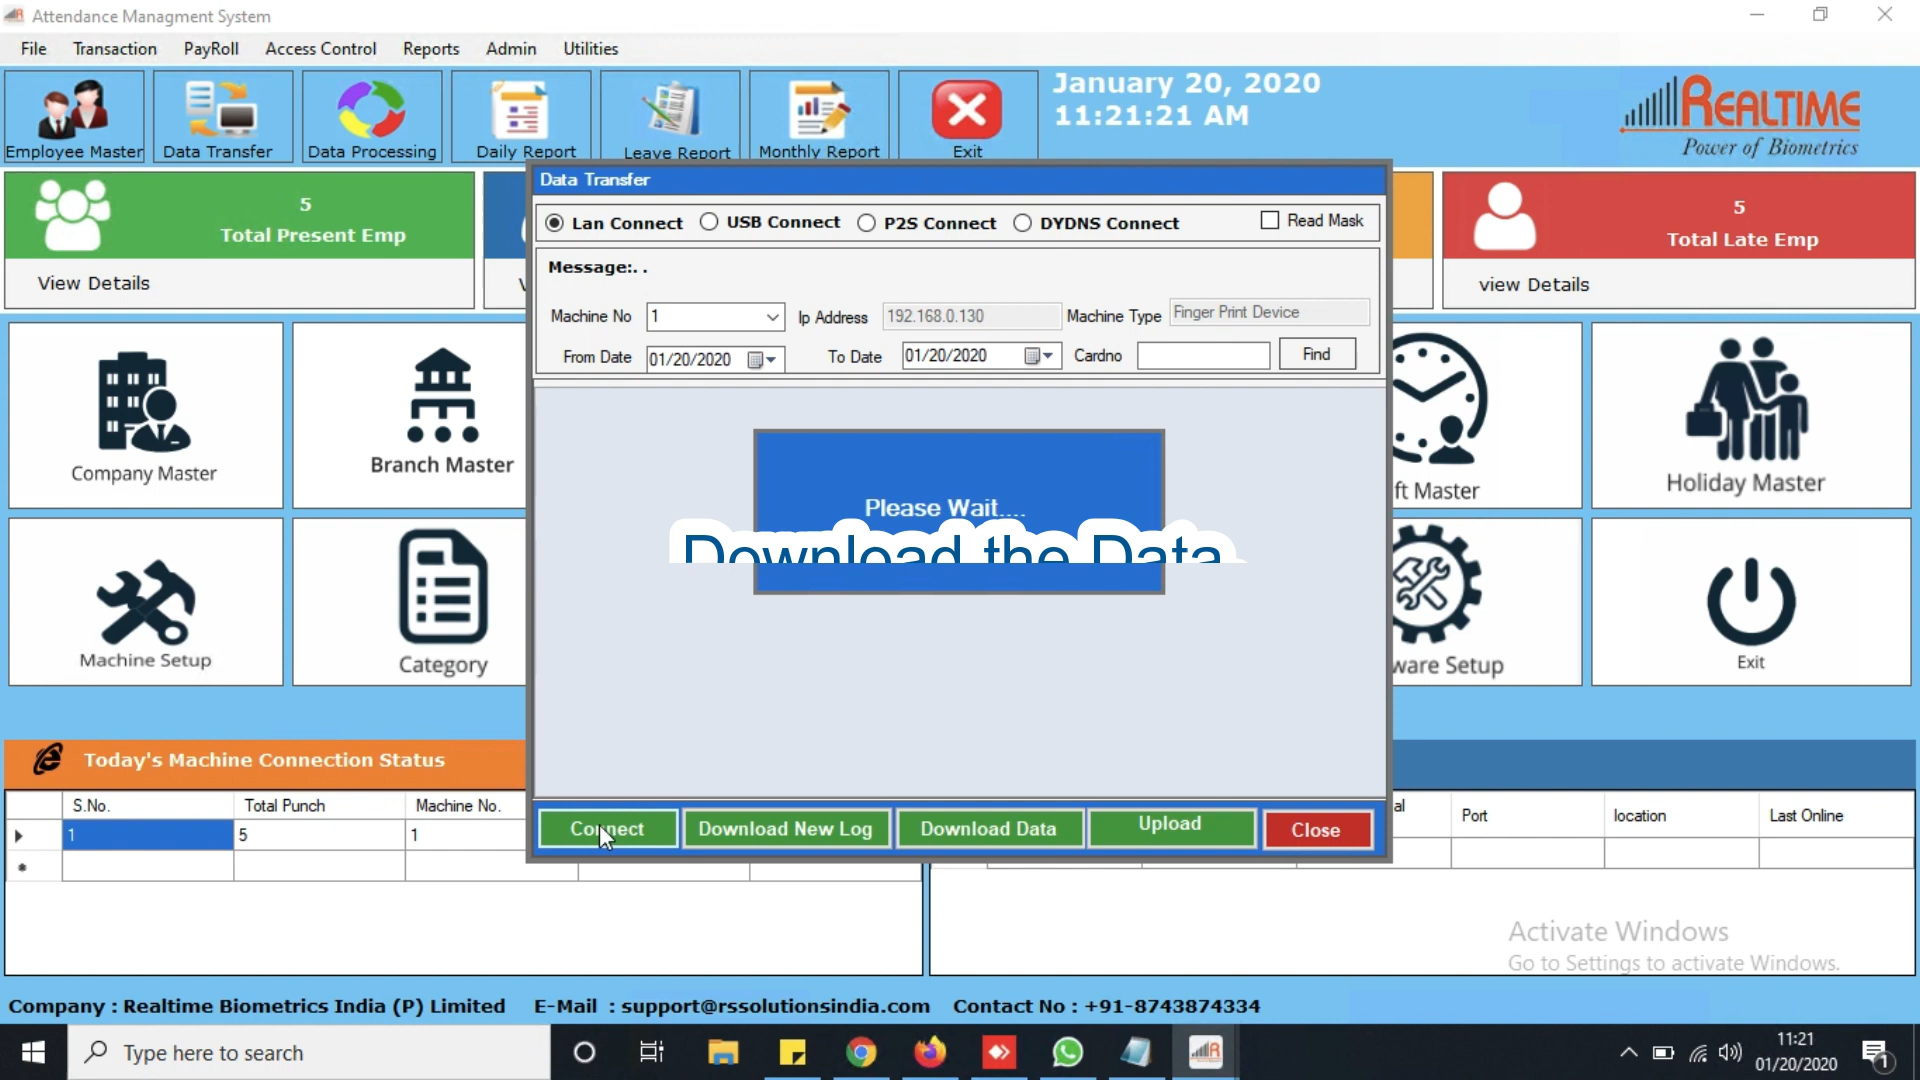 Attendance Managment System
File Transaction PayRoll Access Control Reports Admin Utilities
Employee Master Data Transfer Data Processing Daily Report Leave Report Monthly Report Exit
January 20, 2020
11:21:21 AM
REALTIME
Power of Biometrics
5
Total Present Emp
View Details
5
Total Late Emp
view Details
Data Transfer
Lan Connect USB Connect P2S Connect DYDNS Connect Read Mask
Message:. .
Machine No 1 Ip Address 192.168.0.130 Machine Type Finger Print Device
From Date 01/20/2020 To Date 01/20/2020 Cardno Find
Please Wait....
Download the Data
Connect Download New Log Download Data Upload Close
Company Master
Branch Master
ft Master
Holiday Master
Machine Setup
Category
ware Setup
Exit
Today's Machine Connection Status
S.No. Total Punch Machine No.
1 5 1
al Port location Last Online
Activate Windows
Go to Settings to activate Windows.
Company : Realtime Biometrics India (P) Limited E-Mail : support@rssolutionsindia.com Contact No : +91-8743874334
Type here to search
11:21
01/20/2020
1